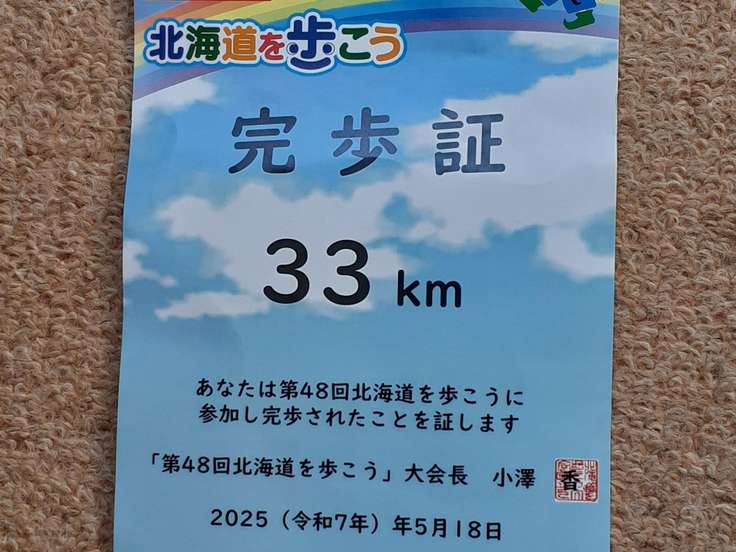 北海道を歩こう
完歩証
33 km
あなたは第48回北海道を歩こうに
参加し完歩されたことを証します
「第48回北海道を歩こう」大会長 小澤 香
2025（令和7年）年5月18日